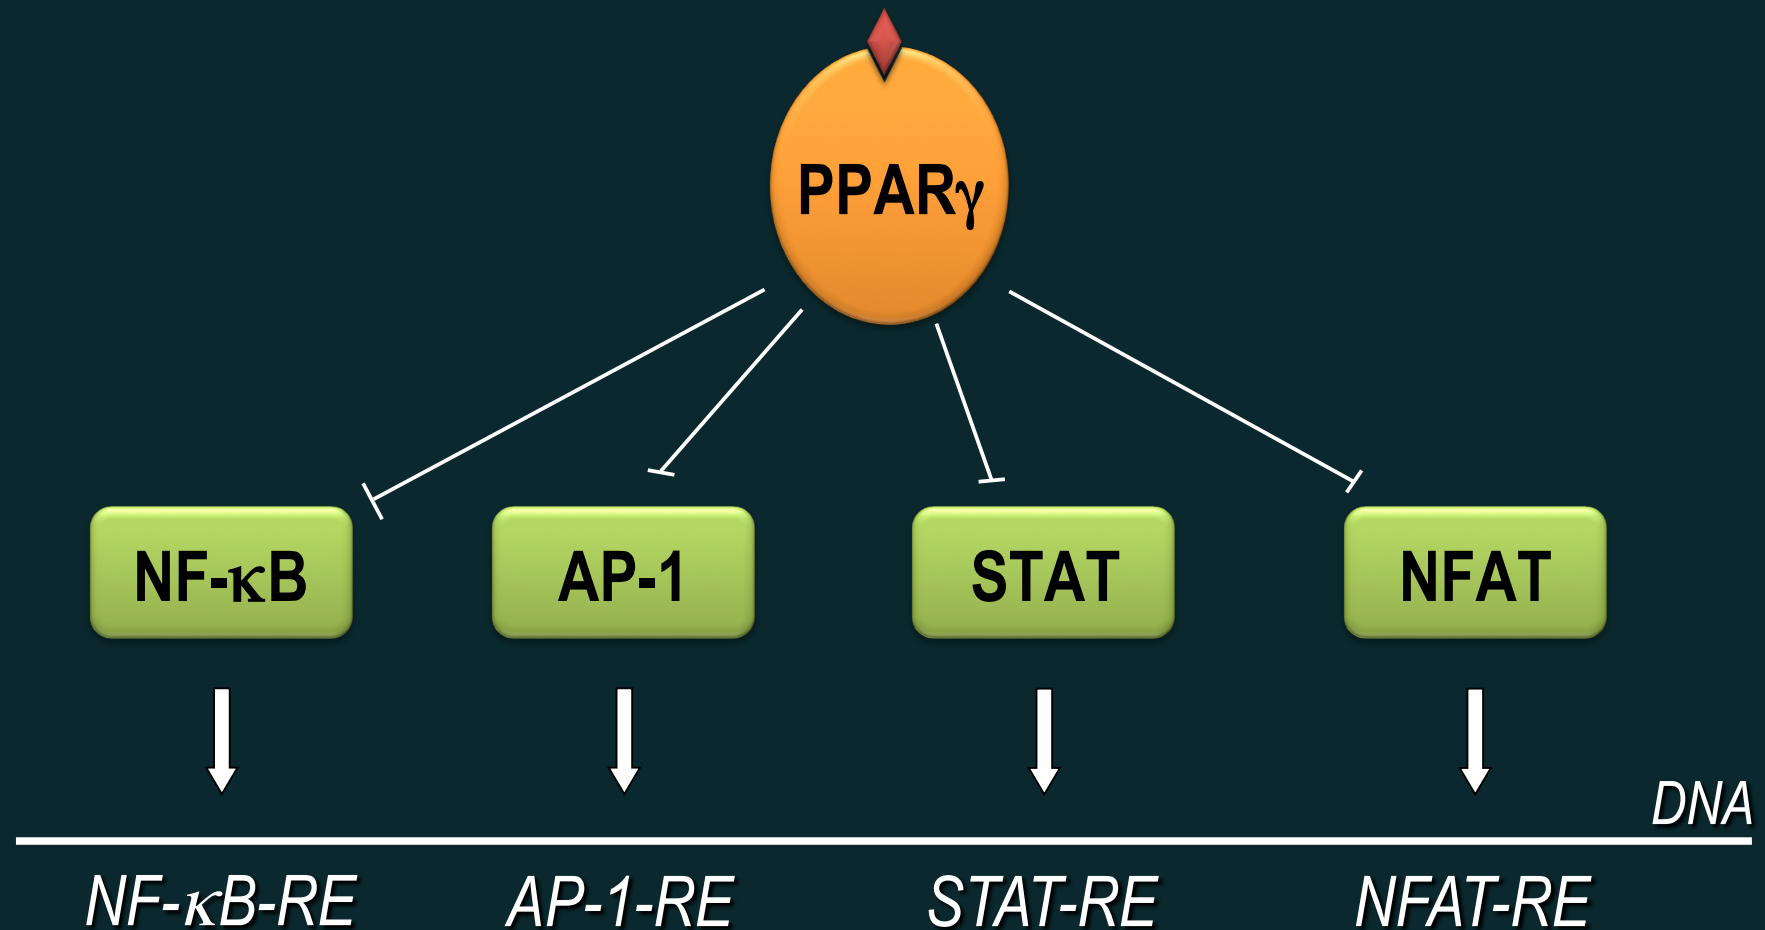 PPARγ
NF-κB
AP-1
STAT
NFAT
DNA
NF-κB-RE
AP-1-RE
STAT-RE
NFAT-RE